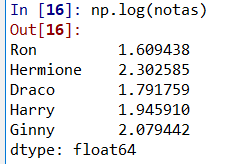 In [16]: np.log(notas)
Out[16]:
Ron         1.609438
Hermione    2.302585
Draco       1.791759
Harry       1.945910
Ginny       2.079442
dtype: float64